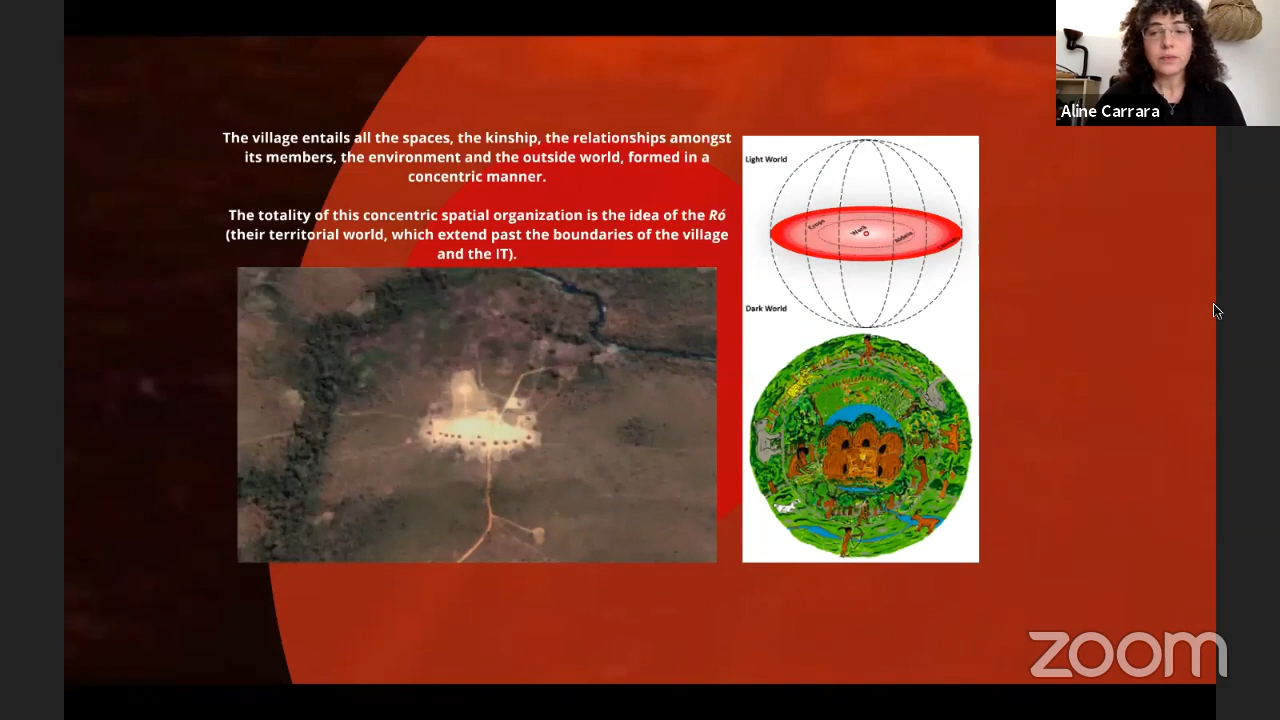 Aline Carrara
The village entails all the spaces, the kinship, the relationships amongst
its members, the environment and the outside world, formed in a
concentric manner.
The totality of this concentric spatial organization is the idea of the Ró
(their territorial world, which extend past the boundaries of the village
and the IT).
Light World
Dark World
zoom